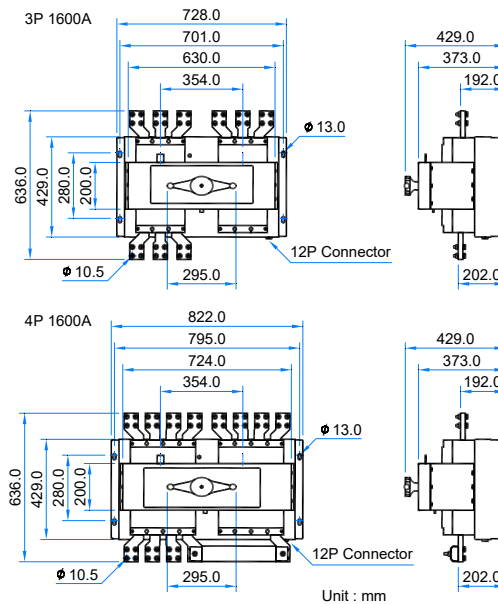 3P 1600A
728.0
701.0
630.0
354.0
ϕ 13.0
636.0
429.0
280.0
200.0
12P Connector
ϕ 10.5
295.0
429.0
373.0
192.0
202.0
4P 1600A
822.0
795.0
724.0
354.0
ϕ 13.0
636.0
429.0
280.0
200.0
12P Connector
ϕ 10.5
295.0
429.0
373.0
192.0
202.0
Unit : mm